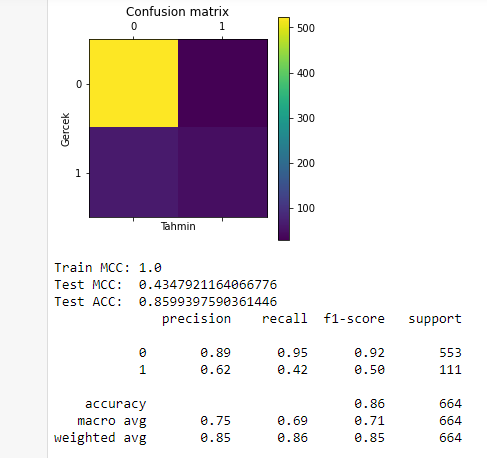 Confusion matrix
0 1
500
400
300
200
100
0
1
Gercek
Tahmin
Train MCC: 1.0
Test MCC: 0.4347921164066776
Test ACC: 0.8599397590361446
precision recall f1-score support
0 0.89 0.95 0.92 553
1 0.62 0.42 0.50 111
accuracy 0.86 664
macro avg 0.75 0.69 0.71 664
weighted avg 0.85 0.86 0.85 664